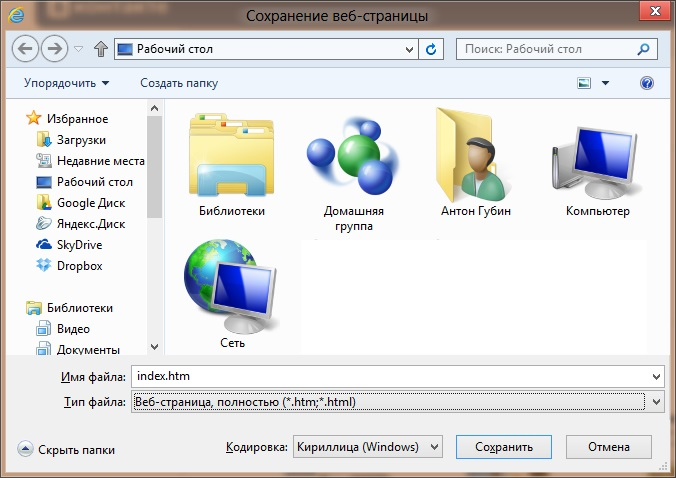 Сохранение веб-страницы
Рабочий стол
Поиск: Рабочий стол
Упорядочить
Создать папку
Избранное
Загрузки
Недавние места
Рабочий стол
Google Диск
Яндекс.Диск
SkyDrive
Dropbox
Библиотеки
Видео
Документы
Библиотеки
Домашняя
группа
Антон Губин
Компьютер
Сеть
Имя файла: index.htm
Тип файла: Веб-страница, полностью (*.htm;*.html)
Скрыть папки
Кодировка: Кириллица (Windows)
Сохранить
Отмена